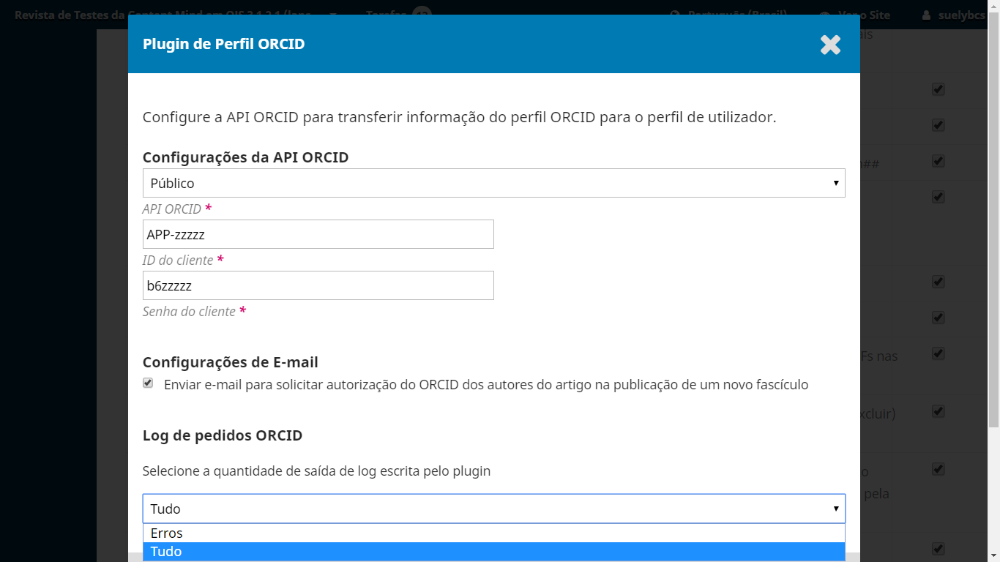 Revista de Testes da Content Mind em OJS 3.1.2.1 (lons
Tarefas
Português (Brasil)
Ver o Site
suelybcs
Plugin de Perfil ORCID
ais
Configure a API ORCID para transferir informação do perfil ORCID para o perfil de utilizador.
Configurações da API ORCID
##
Público
API ORCID *
APP-zzzzz
ID do cliente *
b6zzzzz
Senha do cliente *
Fs nas
Configurações de E-mail
Enviar e-mail para solicitar autorização do ORCID dos autores do artigo na publicação de um novo fascículo
xcluir)
Log de pedidos ORCID
Selecione a quantidade de saída de log escrita pelo plugin
o
pela
Tudo
Erros
Tudo